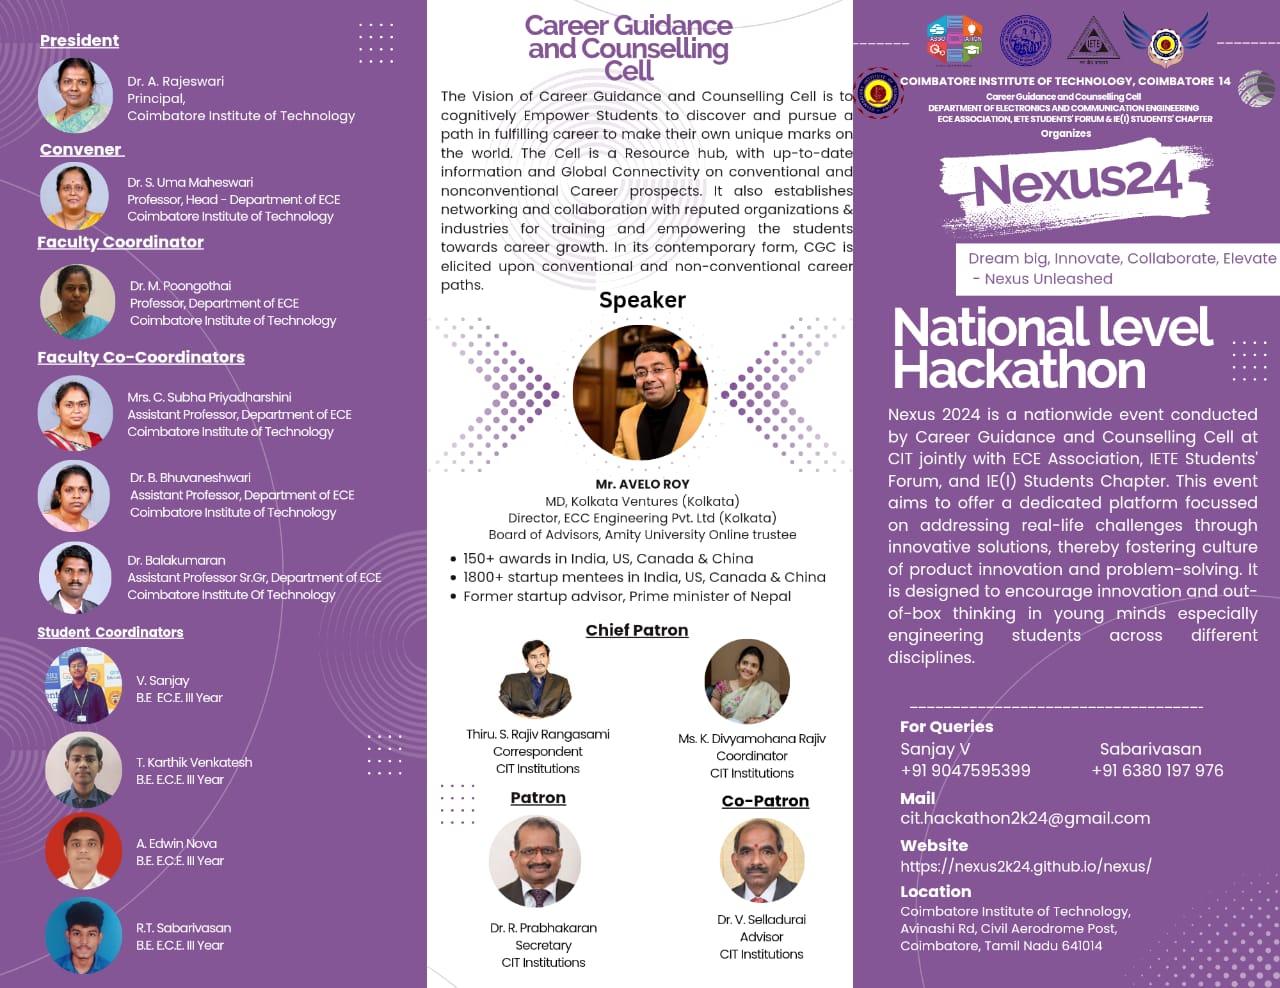 President
Dr. A. Rajeswari
Principal,
Coimbatore Institute of Technology
Convener
Dr. S. Uma Maheswari
Professor, Head - Department of ECE
Coimbatore Institute of Technology
Faculty Coordinator
Dr. M. Poongothai
Professor, Department of ECE
Coimbatore Institute of Technology
Faculty Co-Coordinators
Mrs. C. Subha Priyadharshini
Assistant Professor, Department of ECE
Coimbatore Institute of Technology
Dr. B. Bhuvaneshwari
Assistant Professor, Department of ECE
Coimbatore Institute of Technology
Dr. Balakumaran
Assistant Professor Sr.Gr, Department of ECE
Coimbatore Institute Of Technology
Student Coordinators
V. Sanjay
B.E EC.E. III Year
T. Karthik Venkatesh
B.E. E.C.E. III Year
A. Edwin Nova
B.E. E.C.E. III Year
R.T. Sabarivasan
B.E. E.C.E. III Year
Career Guidance
and Counselling
Cell
The Vision of Career Guidance and Counselling Cell is to
cognitively Empower Students to discover and pursue a
path in fulfilling career to make their own unique marks on
the world. The Cell is a Resource hub, with up-to-date
information and Global Connectivity on conventional and
nonconventional Career prospects. It also establishes
networking and collaboration with reputed organizations &
industries for training and empowering the students
towards career growth. In its contemporary form, CGC is
elicited upon conventional and non-conventional career
paths.
Speaker
Mr. AVELO ROY
MD, Kolkata Ventures (Kolkata)
Director, ECC Engineering Pvt. Ltd (Kolkata)
Board of Advisors, Amity University Online trustee
• 150+ awards in India, US, Canada & China
• 1800+ startup mentees in India, US, Canada & China
• Former startup advisor, Prime minister of Nepal
Chief Patron
Thiru. S. Rajiv Rangasami
Correspondent
CIT Institutions
Ms. K. Divyamohana Rajiv
Coordinator
CIT Institutions
Patron
Dr. R. Prabhakaran
Secretary
CIT Institutions
Co-Patron
Dr. V. Selladurai
Advisor
CIT Institutions
IETE
COIMBATORE INSTITUTE OF TECHNOLOGY, COIMBATORE 14
Career Guidance and Counselling Cell
DEPARTMENT OF ELECTRONICS AND COMMUNICATION ENGINEERING
ECE ASSOCIATION, IETE STUDENTS' FORUM & IE(I) STUDENTS' CHAPTER
Organizes
Nexus24
Dream big, Innovate, Collaborate, Elevate
- Nexus Unleashed
National level
Hackathon
Nexus 2024 is a nationwide event conducted
by Career Guidance and Counselling Cell at
CIT jointly with ECE Association, IETE Students'
Forum, and IE(I) Students Chapter. This event
aims to offer a dedicated platform focussed
on addressing real-life challenges through
innovative solutions, thereby fostering culture
of product innovation and problem-solving. It
is designed to encourage innovation and out-
of-box thinking in young minds especially
engineering students across different
disciplines.
For Queries
Sanjay V
+91 9047595399
Sabarivasan
+91 6380 197 976
Mail
cit.hackathon2k24@gmail.com
Website
https://nexus2k24.github.io/nexus/
Location
Coimbatore Institute of Technology,
Avinashi Rd, Civil Aerodrome Post,
Coimbatore, Tamil Nadu 641014